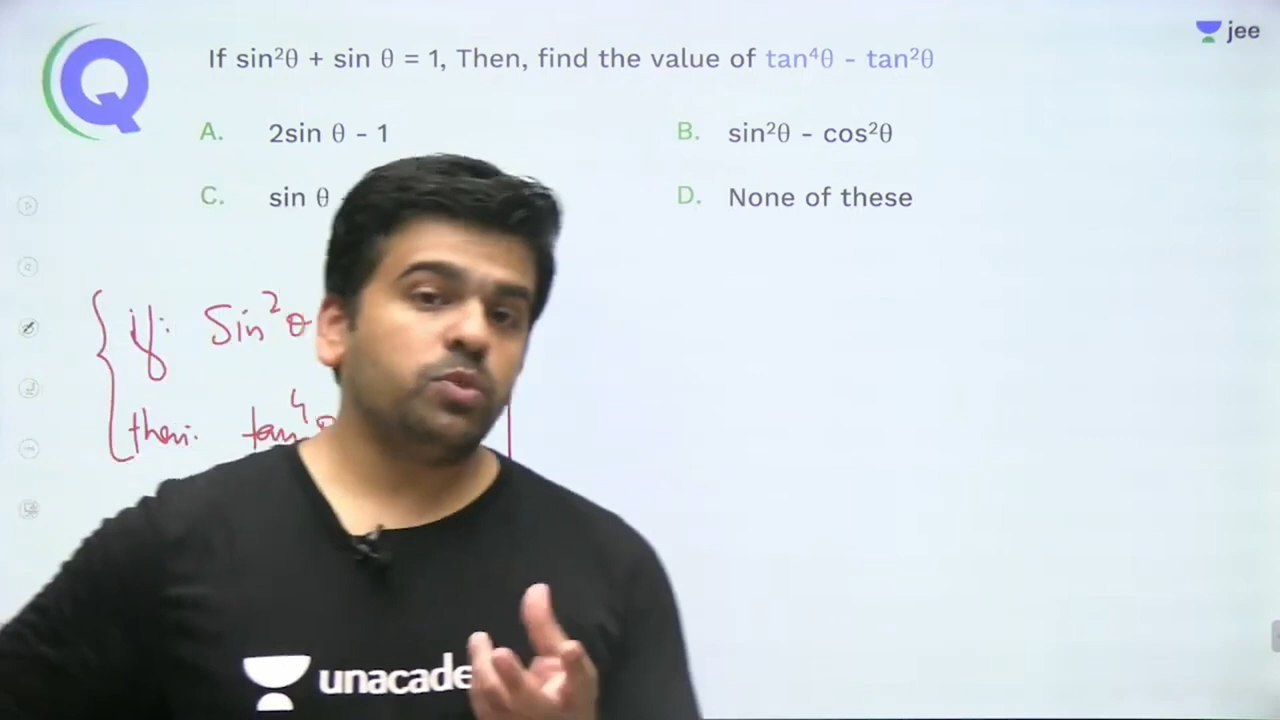 jee
If sin²θ + sin θ = 1, Then, find the value of tan⁴θ - tan²θ
A. 2sin θ - 1
B. sin²θ - cos²θ
C. sin θ
D. None of these
if: Sin²θ
then: tan⁴θ
unacade